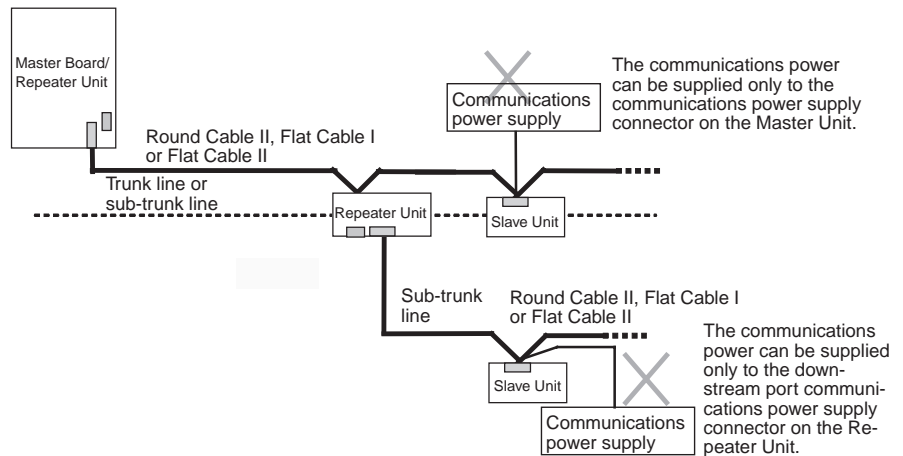 Master Board/
Repeater Unit
Communications
power supply
The communications power
can be supplied only to the
communications power supply
connector on the Master Unit.
Round Cable II, Flat Cable I
or Flat Cable II
Trunk line or
sub-trunk line
Repeater Unit
Slave Unit
Sub-trunk
line
Round Cable II, Flat Cable I
or Flat Cable II
Slave Unit
Communications
power supply
The communications
power can be supplied
only to the down-
stream port communi-
cations power supply
connector on the Re-
peater Unit.